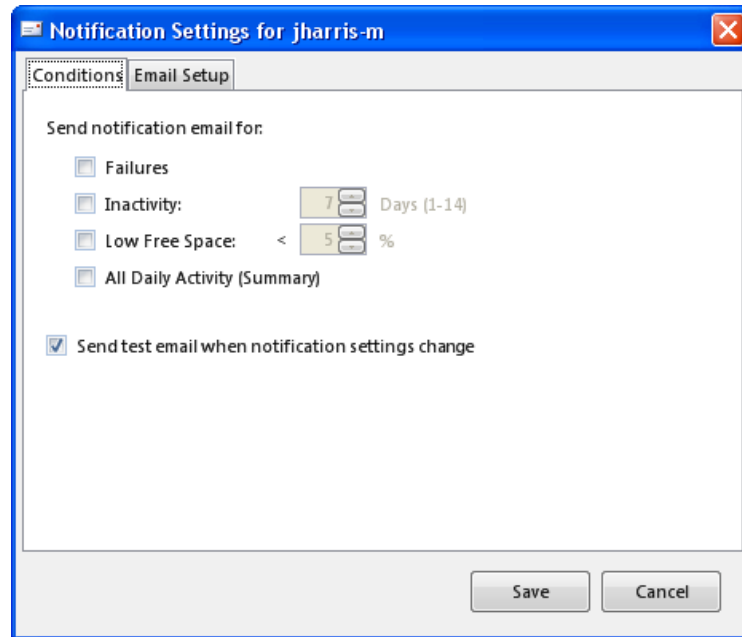 Notification Settings for jharris-m
Conditions Email Setup
Send notification email for:
Failures
Inactivity: 7 Days (1-14)
Low Free Space: < 5 %
All Daily Activity (Summary)
Send test email when notification settings change
Save Cancel